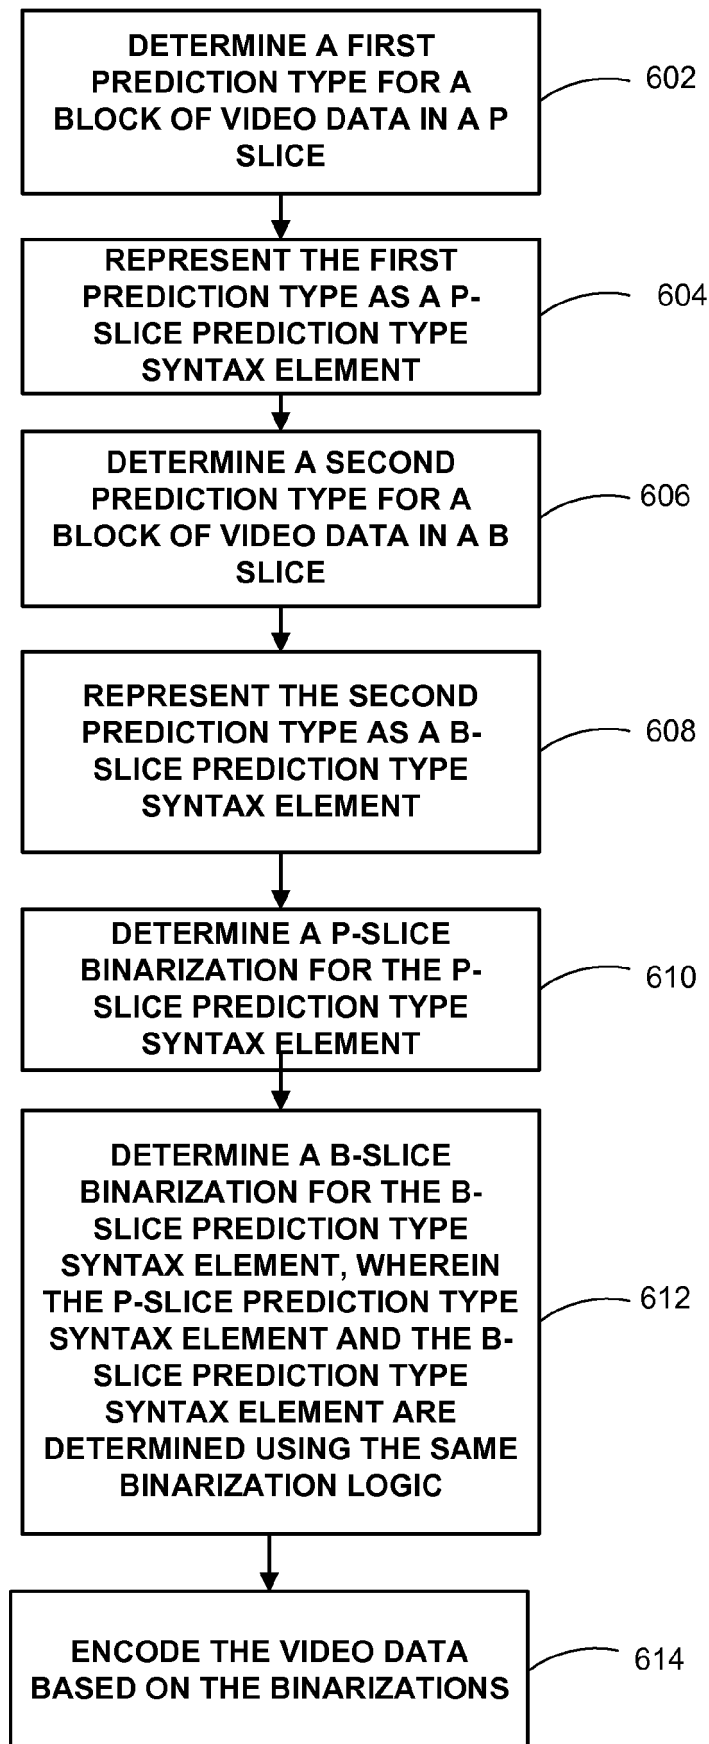 DETERMINE A FIRST
PREDICTION TYPE FOR A
BLOCK OF VIDEO DATA IN A P
SLICE
602
REPRESENT THE FIRST
PREDICTION TYPE AS A P-
SLICE PREDICTION TYPE
SYNTAX ELEMENT
604
DETERMINE A SECOND
PREDICTION TYPE FOR A
BLOCK OF VIDEO DATA IN A B
SLICE
606
REPRESENT THE SECOND
PREDICTION TYPE AS A B-
SLICE PREDICTION TYPE
SYNTAX ELEMENT
608
DETERMINE A P-SLICE
BINARIZATION FOR THE P-
SLICE PREDICTION TYPE
SYNTAX ELEMENT
610
DETERMINE A B-SLICE
BINARIZATION FOR THE B-
SLICE PREDICTION TYPE
SYNTAX ELEMENT, WHEREIN
THE P-SLICE PREDICTION TYPE
SYNTAX ELEMENT AND THE B-
SLICE PREDICTION TYPE
SYNTAX ELEMENT ARE
DETERMINED USING THE SAME
BINARIZATION LOGIC
612
ENCODE THE VIDEO DATA
BASED ON THE BINARIZATIONS
614